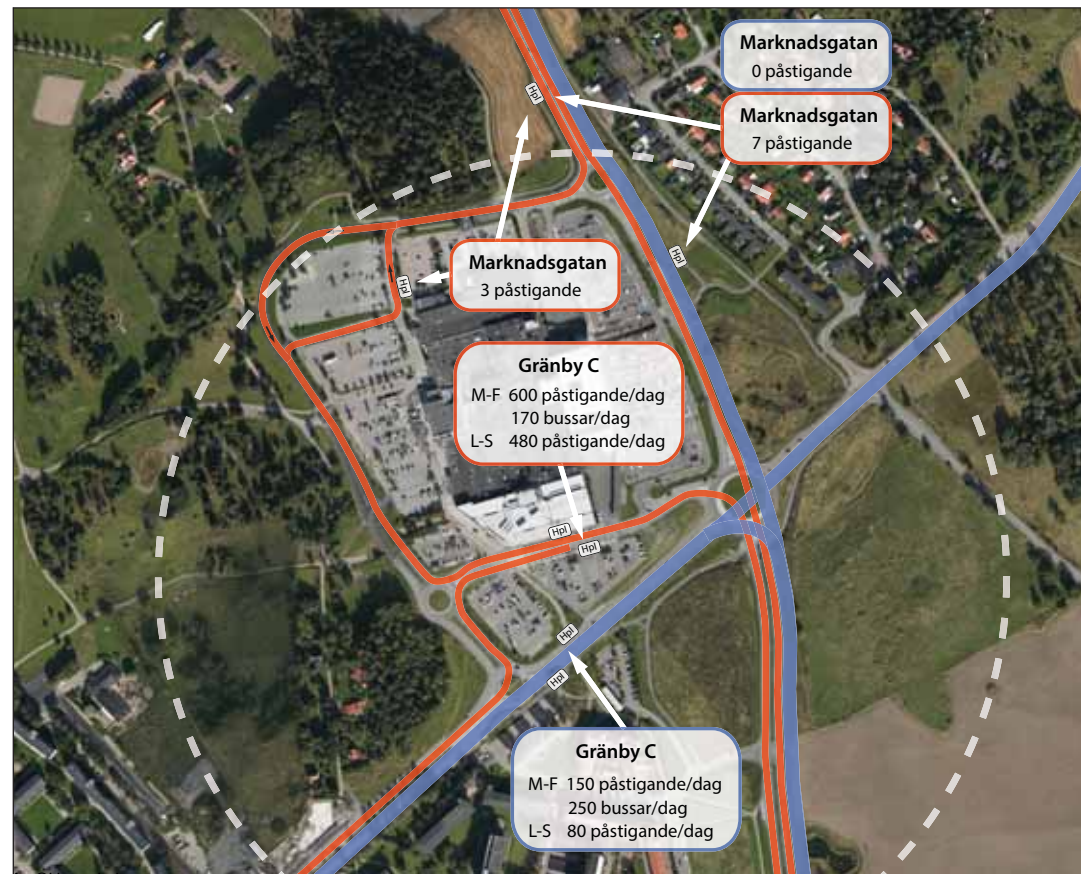 Marknadsgatan
0 påstigande
Hpl
Marknadsgatan
7 påstigande
Hpl
Marknadsgatan
3 påstigande
Hpl
Gränby C
M-F 600 påstigande/dag
170 bussar/dag
L-S 480 påstigande/dag
Hpl
Hpl
Hpl
Hpl
Gränby C
M-F 150 påstigande/dag
250 bussar/dag
L-S 80 påstigande/dag